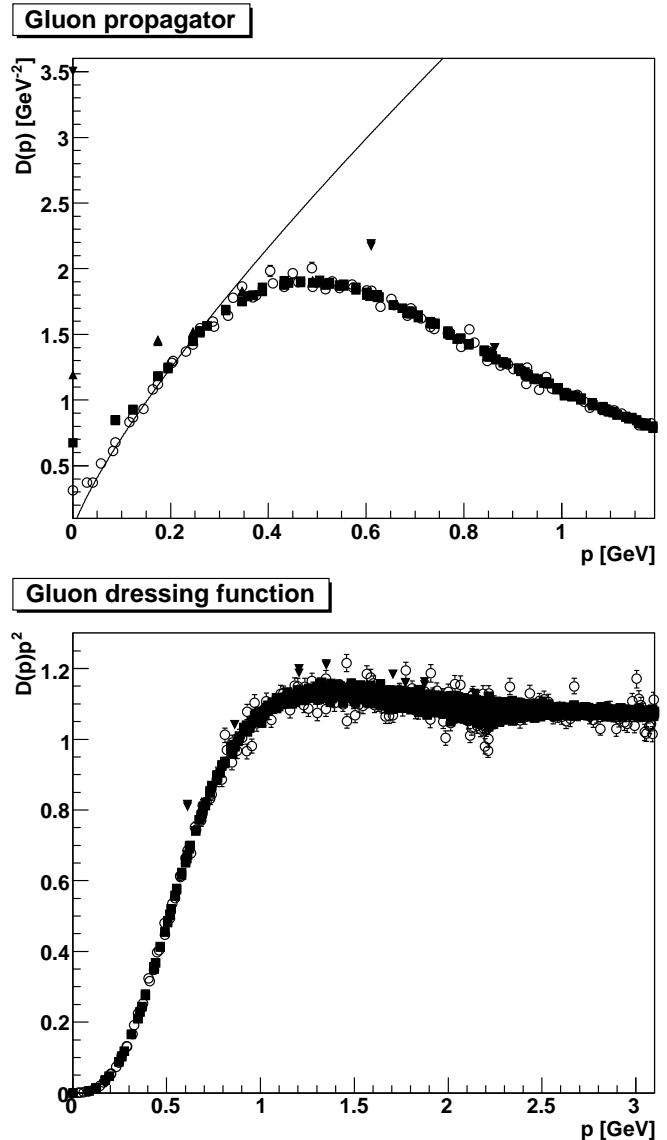 Gluon propagator
D(p) [GeV⁻²]
3.5
3
2.5
2
1.5
1
0.5
0 0.2 0.4 0.6 0.8 1
p [GeV]
Gluon dressing function
D(p)p²
1.2
1
0.8
0.6
0.4
0.2
0
0 0.5 1 1.5 2 2.5 3
p [GeV]